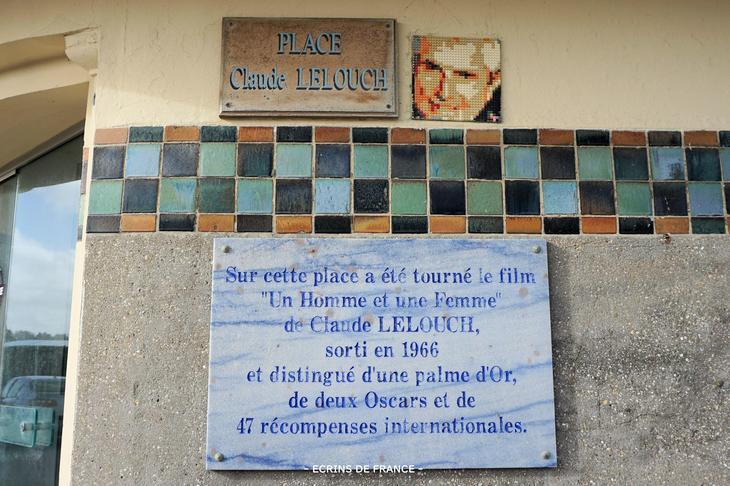 PLACE
Claude LELOUCH
Sur cette place a été tourné le film
"Un Homme et une Femme"
de Claude LELOUCH,
sorti en 1966
et distingué d'une palme d'Or,
de deux Oscars et de
47 récompenses internationales.
- ECRINS DE FRANCE -